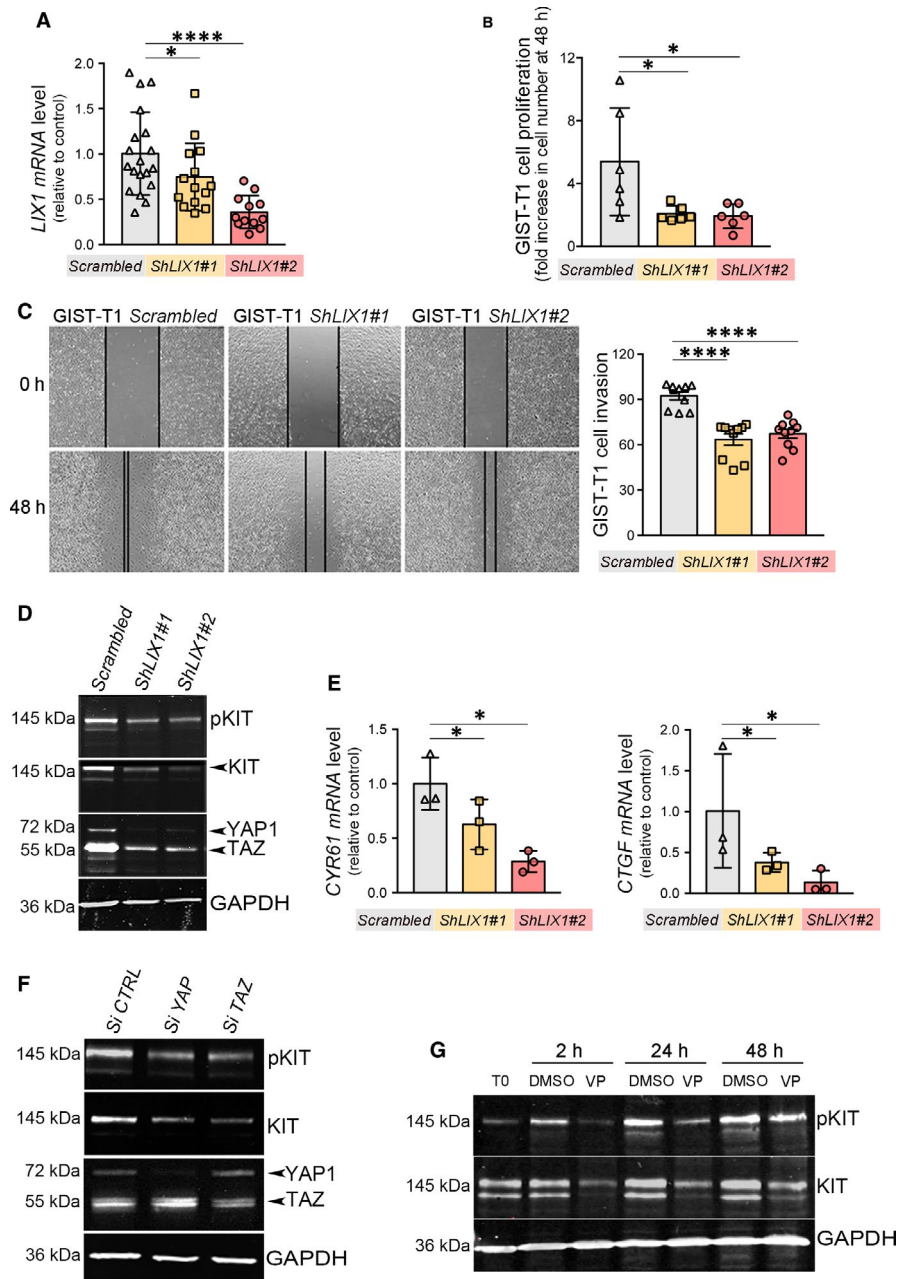 A
****
*
LIX1 mRNA level
(relative to control)
2.0
1.5
1.0
0.5
0.0
Scrambled ShLIX1#1 ShLIX1#2
B
*
*
GIST-T1 cell proliferation
(fold increase in cell number at 48 h)
12
8
4
0
Scrambled ShLIX1#1 ShLIX1#2
C
GIST-T1 Scrambled GIST-T1 ShLIX1#1 GIST-T1 ShLIX1#2
0 h
48 h
****
****
GIST-T1 cell invasion
120
90
60
30
0
Scrambled ShLIX1#1 ShLIX1#2
D
Scrambled
ShLIX1#1
ShLIX1#2
145 kDa pKIT
145 kDa KIT
72 kDa YAP1
55 kDa TAZ
36 kDa GAPDH
E
*
*
CYR61 mRNA level
(relative to control)
1.5
1.0
0.5
0.0
Scrambled ShLIX1#1 ShLIX1#2
*
*
CTGF mRNA level
(relative to control)
2.0
1.5
1.0
0.5
0.0
Scrambled ShLIX1#1 ShLIX1#2
F
Si CTRL
Si YAP
Si TAZ
145 kDa pKIT
145 kDa KIT
72 kDa YAP1
55 kDa TAZ
36 kDa GAPDH
G
2 h 24 h 48 h
T0 DMSO VP DMSO VP DMSO VP
145 kDa pKIT
145 kDa KIT
36 kDa GAPDH